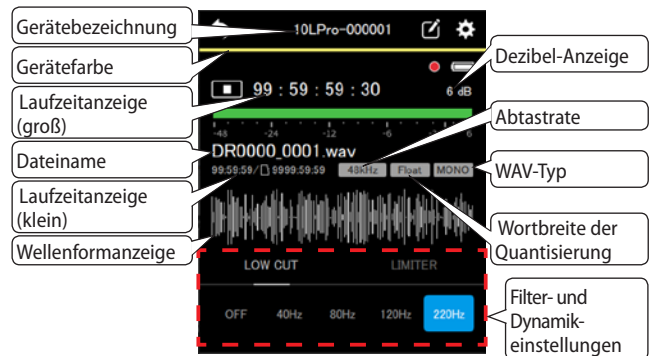 Gerätebezeichnung
10LPro-000001
Gerätefarbe
Dezibel-Anzeige
Laufzeitanzeige
(groß)
99 : 59 : 59 : 30
6 dB
-48 -24 -12 -6 6
Abtastrate
Dateiname
DR0000_0001.wav
99:59:59/ 9999:59:59 48kHz Float MONO
WAV-Typ
Laufzeitanzeige
(klein)
Wellenformanzeige
Wortbreite der
Quantisierung
LOW CUT LIMITER
OFF 40Hz 80Hz 120Hz 220Hz
Filter- und
Dynamik-
einstellungen